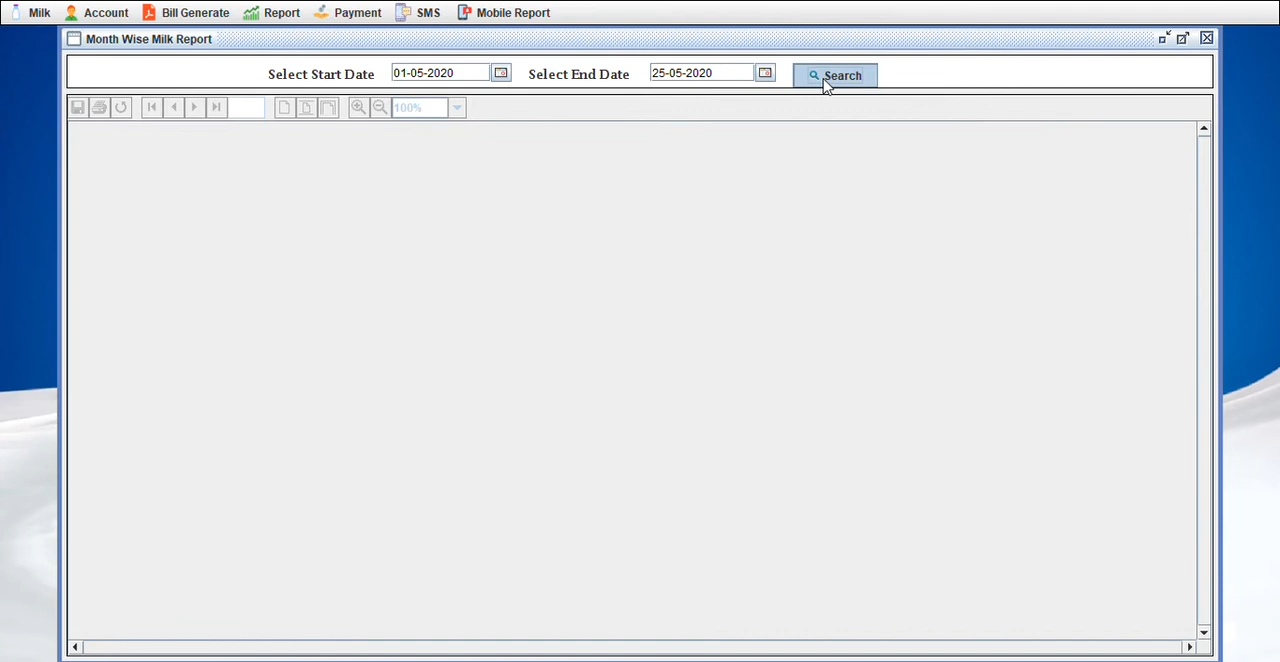 Milk Account Bill Generate Report Payment SMS Mobile Report
Month Wise Milk Report
Select Start Date 01-05-2020 Select End Date 25-05-2020 Search
100%